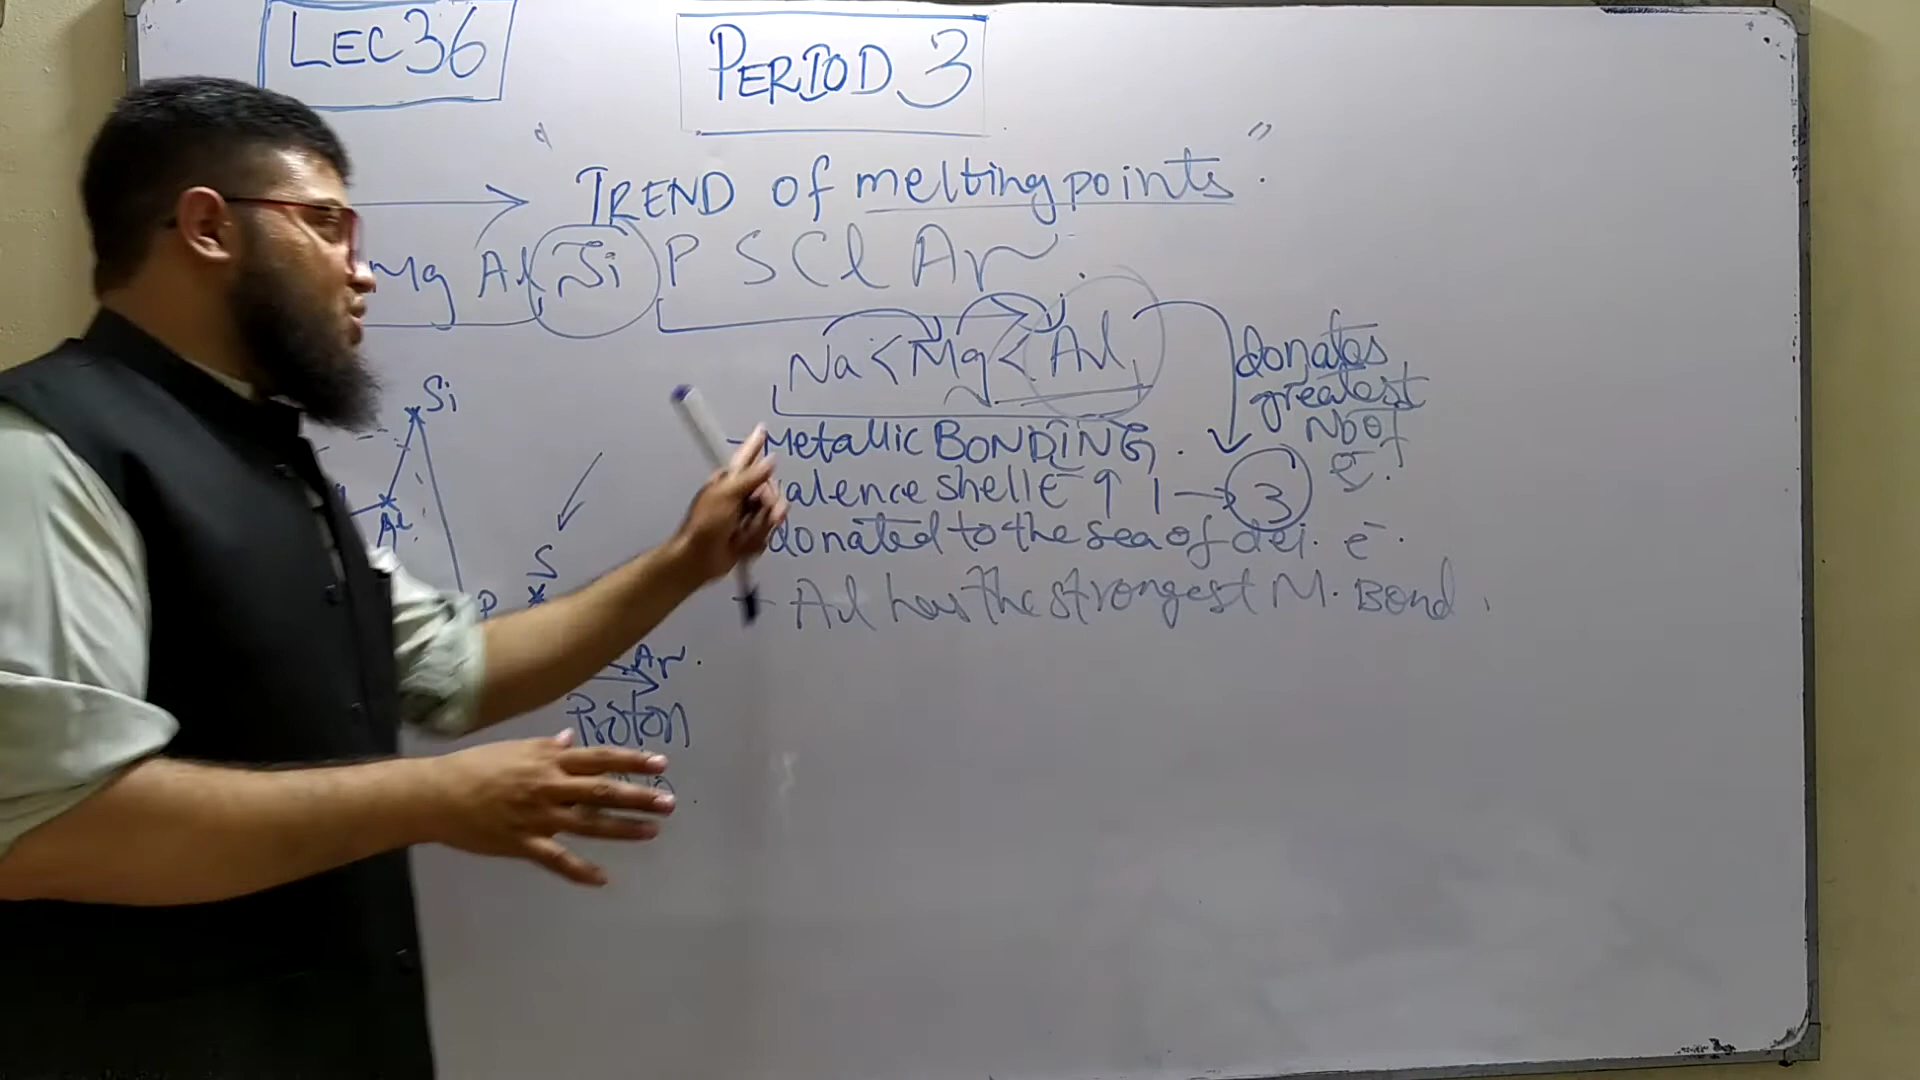 LEC 36
PERIOD 3
" TREND of melting points".
Mg Al Si P S Cl Ar
Na < Mg < Al
donates
greatest
No of
e-.
- Metallic BONDING.
valence shell e- ↑ 1 → 3
donated to the sea of del. e-.
- Al has the strongest M. Bond.
Si
Al
S
P
Ar.
Proton